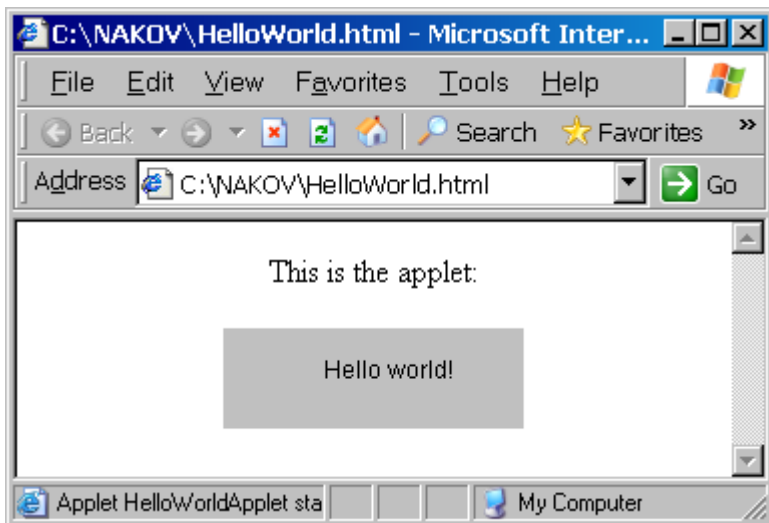 C:\NAKOV\HelloWorld.html - Microsoft Inter...
File Edit View Favorites Tools Help
Back Search Favorites »
Address C:\NAKOV\HelloWorld.html Go
This is the applet:
Hello world!
Applet HelloWorldApplet sta My Computer